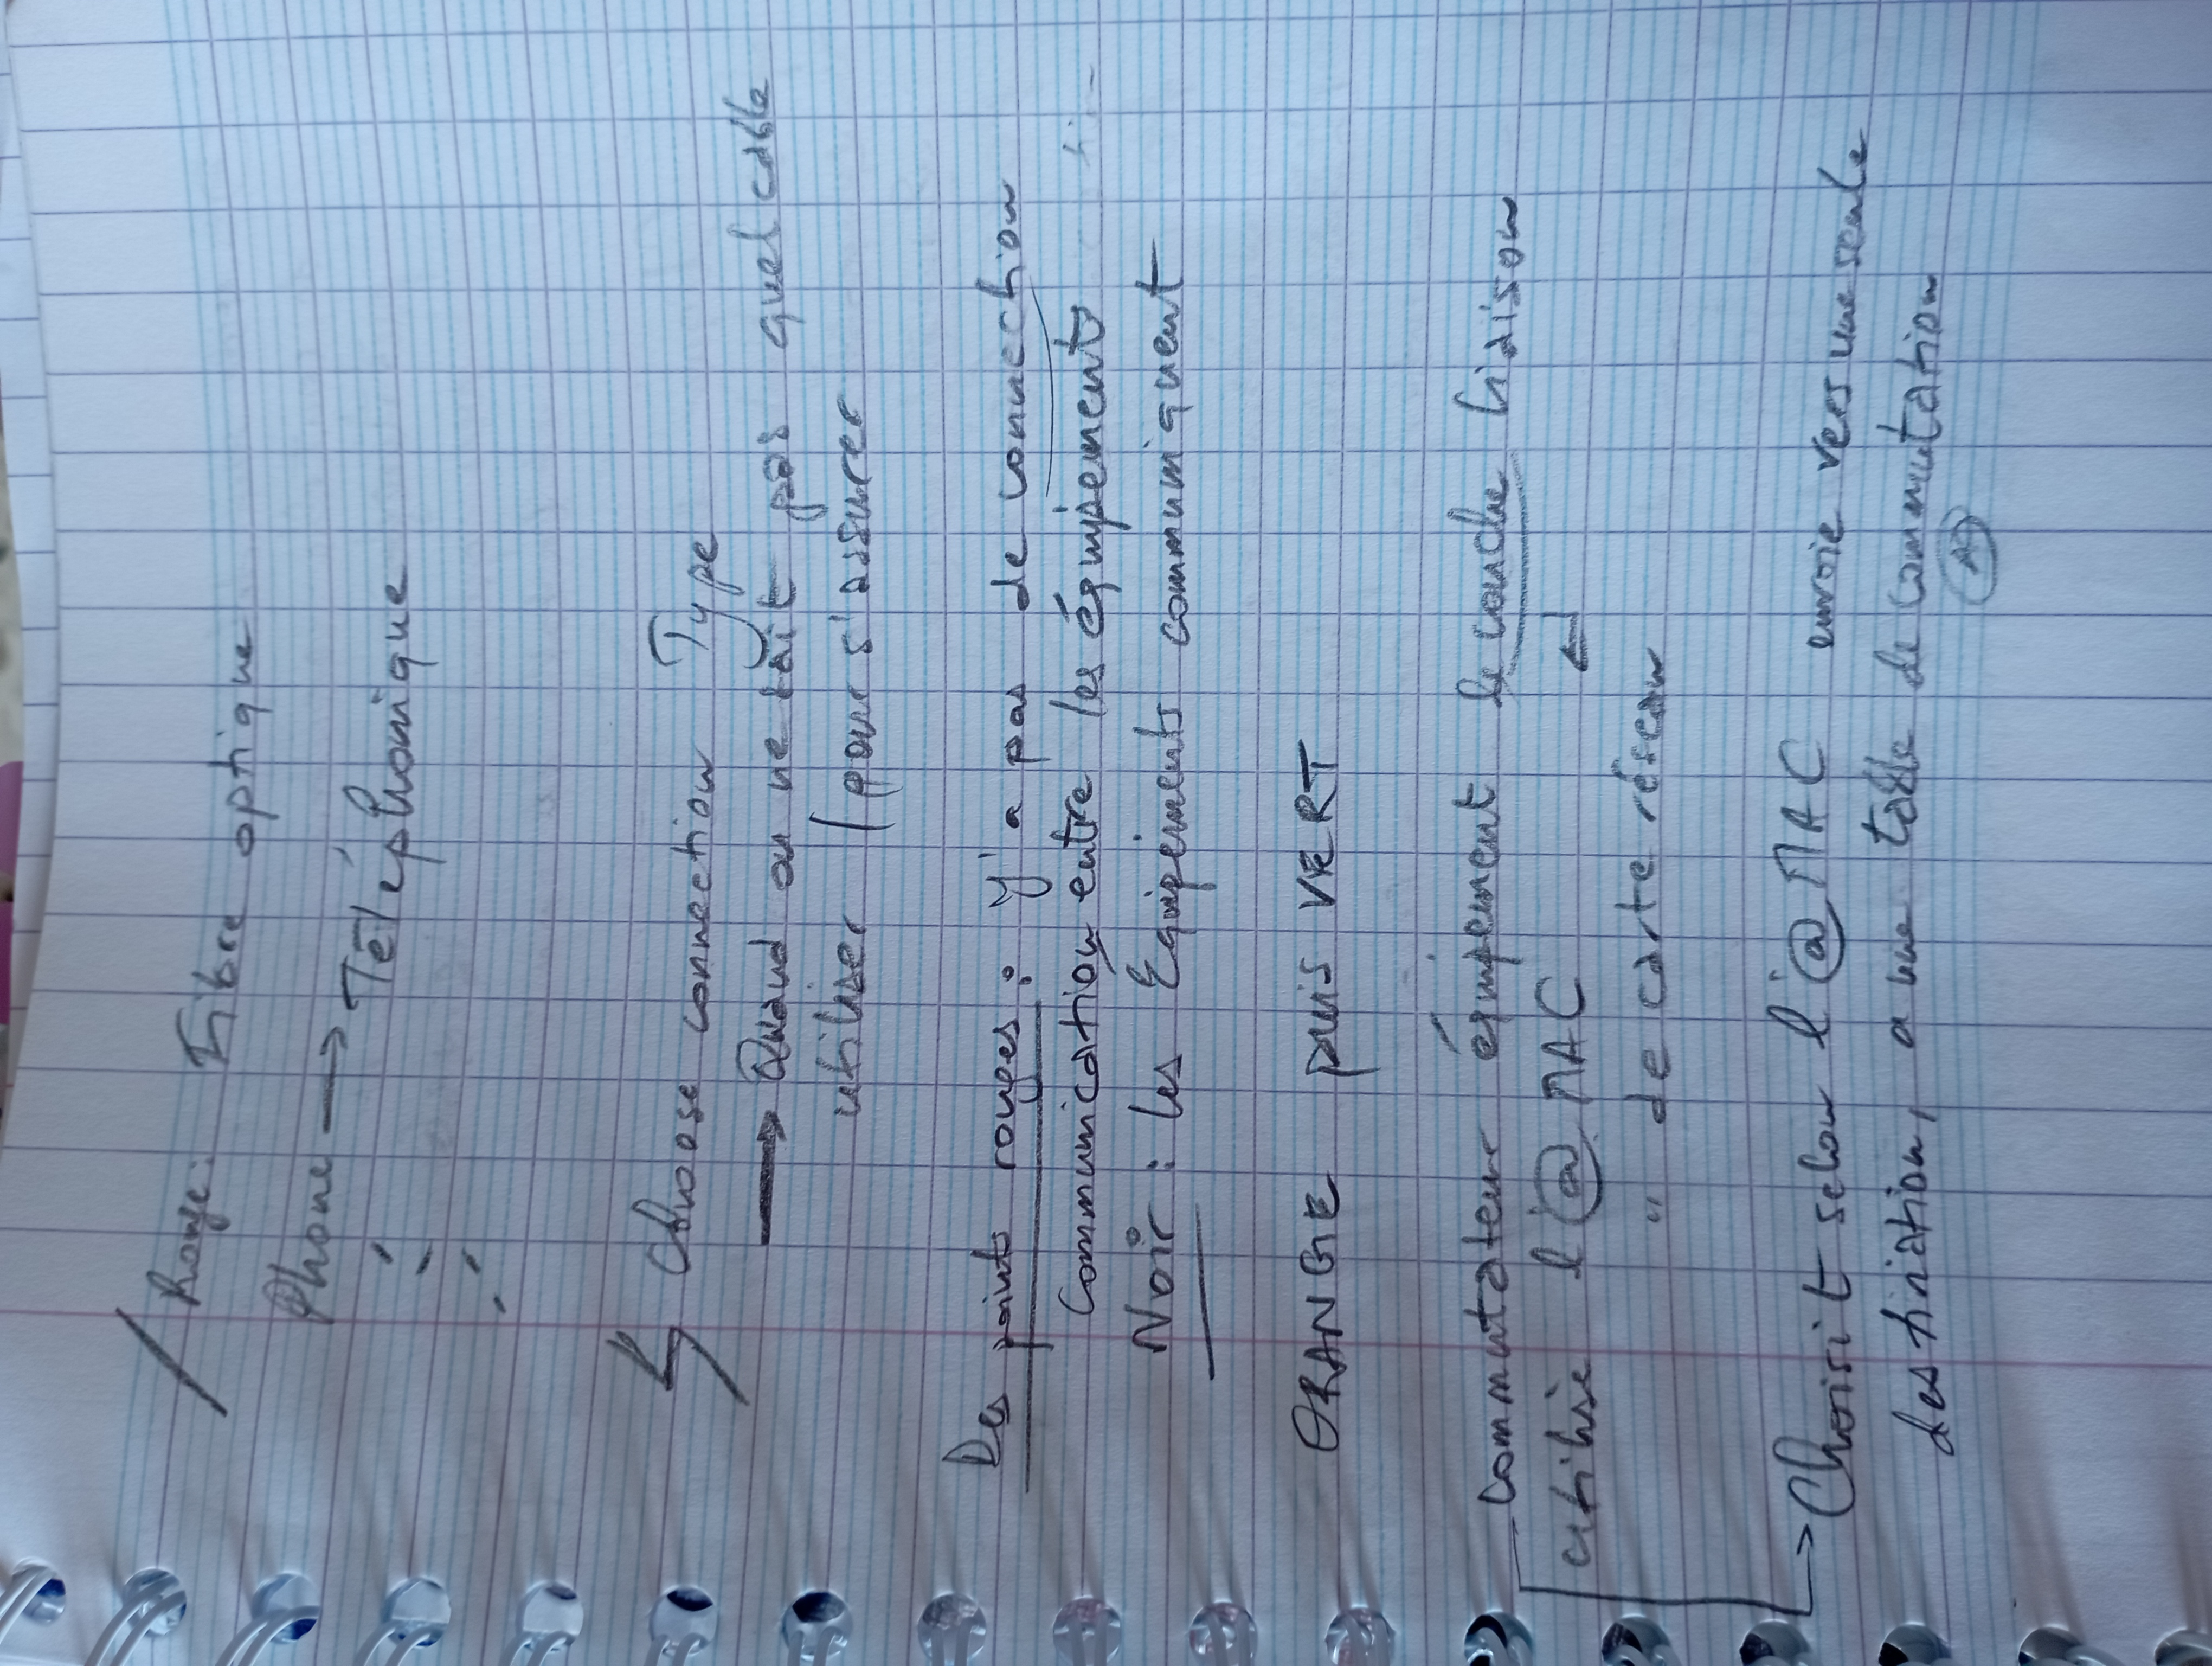 / Rouge : Fibre optique
Phone → Téléphonique
Choose connection Type
→ Quand on ne sait pas quel cable
utiliser / pour s'assurer
Des points rouges : Y'a pas de connection
Communication entre les équipements
Noir : les Equipements communiquent
ORANGE puis VERT
commutateur équipement de couche liaison
utilise l'@ MAC ↵
" de carte réseau
→ Choisit selon l'@ MAC envoie vers une seule
destination, a une table de commutation